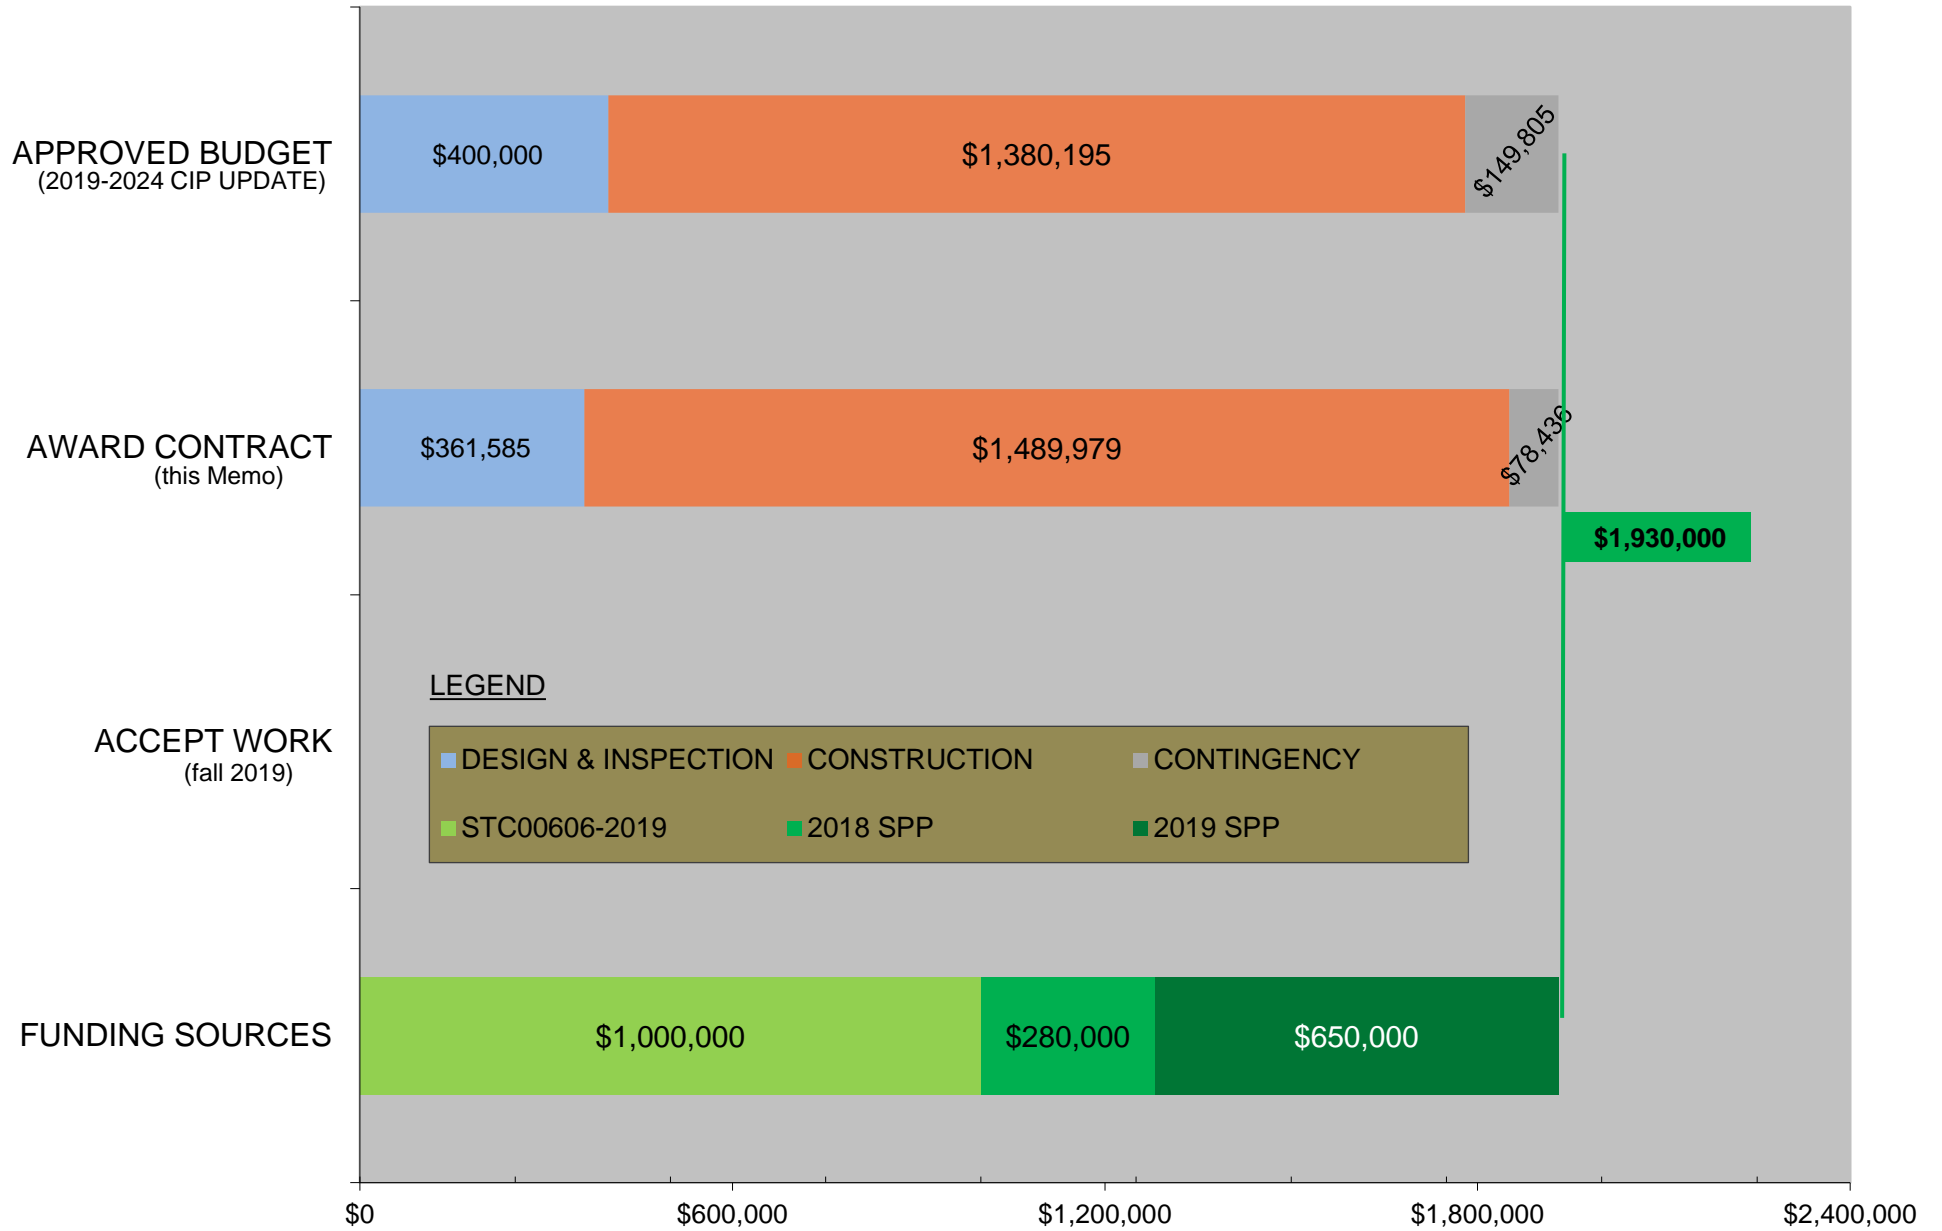 APPROVED BUDGET
(2019-2024 CIP UPDATE)
$400,000
$1,380,195
$149,805
AWARD CONTRACT
(this Memo)
$361,585
$1,489,979
$78,436
$1,930,000
LEGEND
DESIGN & INSPECTION
CONSTRUCTION
CONTINGENCY
STC00606-2019
2018 SPP
2019 SPP
ACCEPT WORK
(fall 2019)
FUNDING SOURCES
$1,000,000
$280,000
$650,000
$0
$600,000
$1,200,000
$1,800,000
$2,400,000